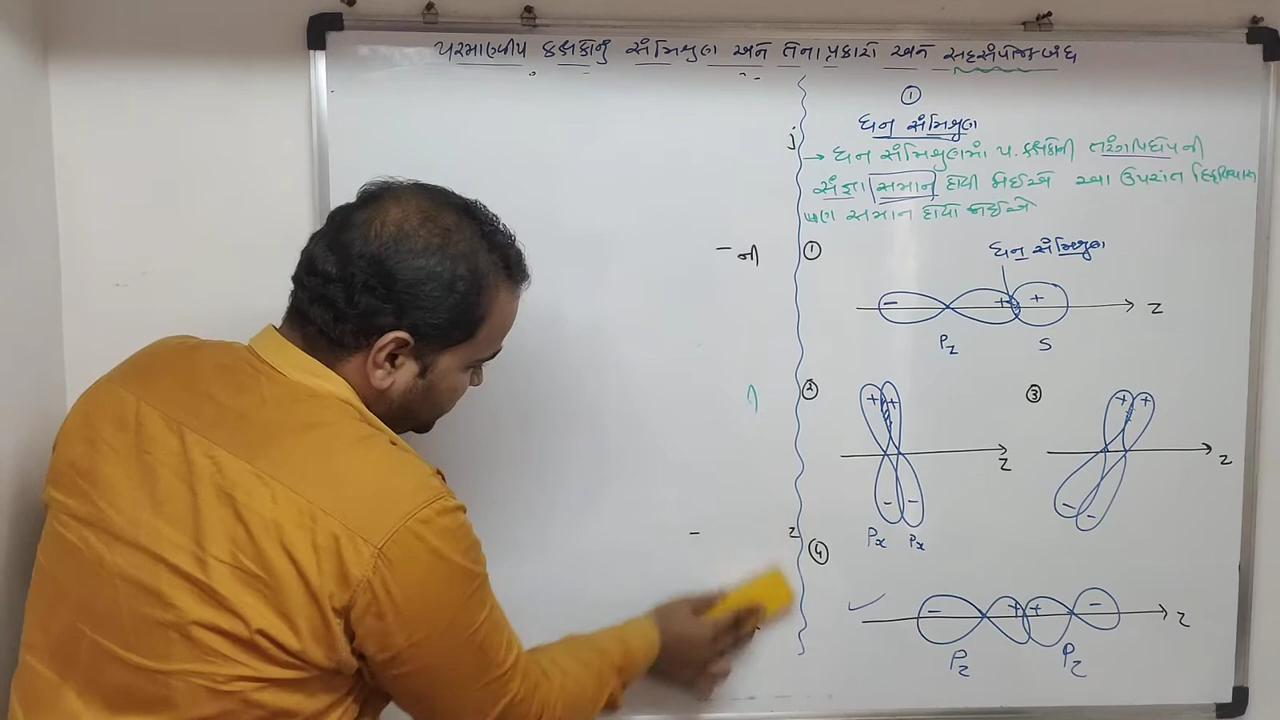 પરમાણ્વીય કક્ષકોનું સંમિશ્રણ અને તેના પ્રકારો અને સહસંયોજક બંધ
①
ધન સંમિશ્રણ
→ ધન સંમિશ્રણમાં પ. કક્ષકોની તરંગવિધેયની
સંજ્ઞા સમાન હોવી જોઈએ આ ઉપરાંત
પણ સમાન હોવા જોઈએ
– ની
① ધન સંમિશ્રણ
– + + Z
Pz S
② + + ③ + +
Z Z
– – – –
Px Px
– z
④
– + + – Z
Pz Pz